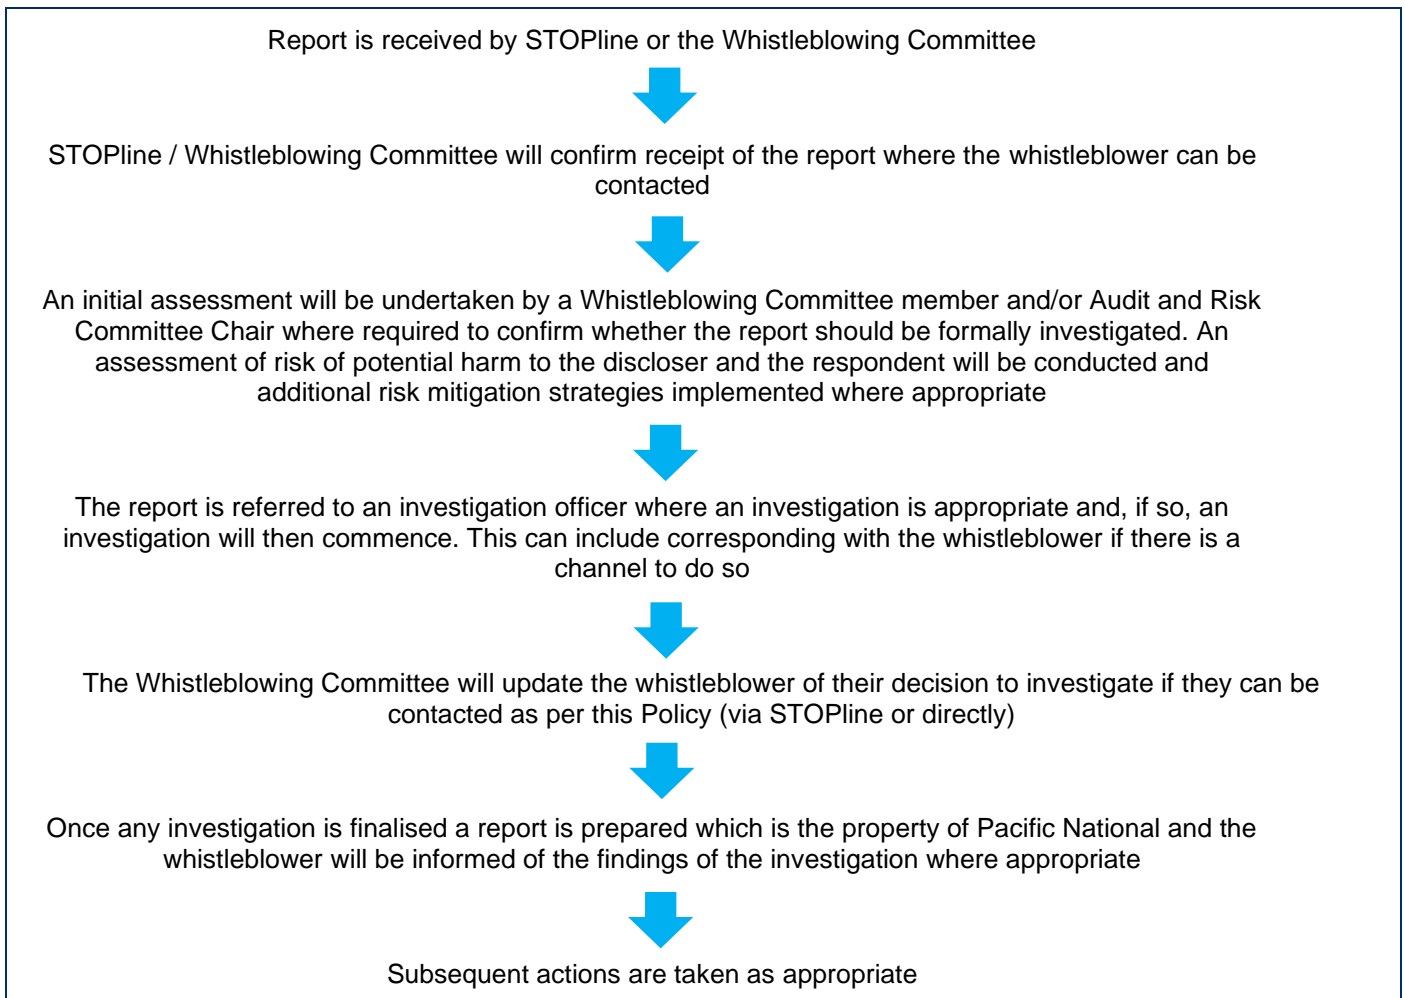 Report is received by STOPline or the Whistleblowing Committee
STOPline / Whistleblowing Committee will confirm receipt of the report where the whistleblower can be
contacted
An initial assessment will be undertaken by a Whistleblowing Committee member and/or Audit and Risk
Committee Chair where required to confirm whether the report should be formally investigated. An
assessment of risk of potential harm to the discloser and the respondent will be conducted and
additional risk mitigation strategies implemented where appropriate
The report is referred to an investigation officer where an investigation is appropriate and, if so, an
investigation will then commence. This can include corresponding with the whistleblower if there is a
channel to do so
The Whistleblowing Committee will update the whistleblower of their decision to investigate if they can be
contacted as per this Policy (via STOPline or directly)
Once any investigation is finalised a report is prepared which is the property of Pacific National and the
whistleblower will be informed of the findings of the investigation where appropriate
Subsequent actions are taken as appropriate